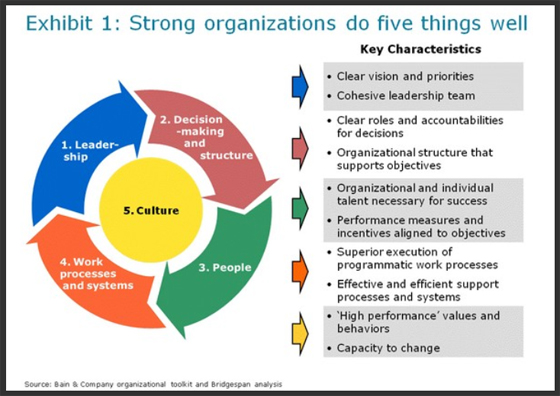 Exhibit 1: Strong organizations do five things well
Key Characteristics
1. Leader-
ship
2. Decision
-making
and
structure
3. People
4. Work
processes
and systems
5. Culture
• Clear vision and priorities
• Cohesive leadership team
• Clear roles and accountabilities
for decisions
• Organizational structure that
supports objectives
• Organizational and individual
talent necessary for success
• Performance measures and
incentives aligned to objectives
• Superior execution of
programmatic work processes
• Effective and efficient support
processes and systems
• ‘High performance’ values and
behaviors
• Capacity to change
Source: Bain & Company organizational toolkit and Bridgespan analysis